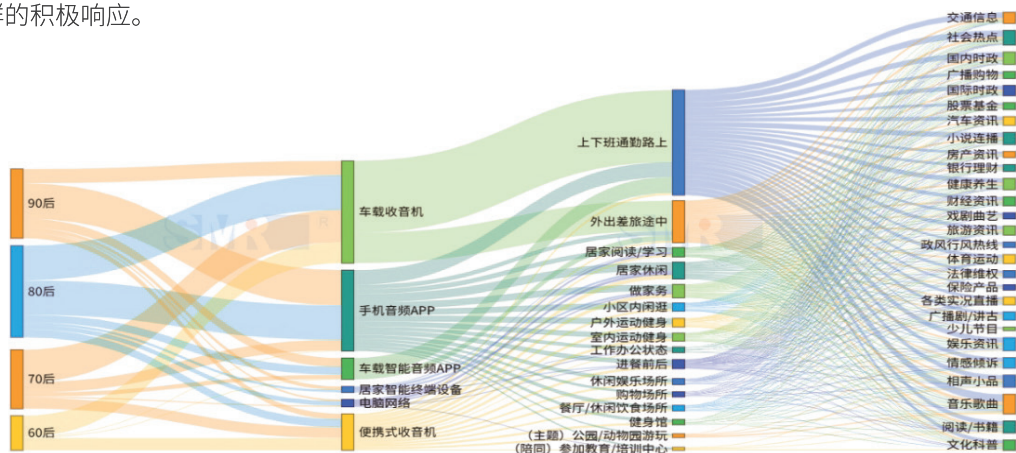 群的积极响应。
90后
80后
70后
60后
车载收音机
手机音频APP
车载智能音频APP
居家智能终端设备
电脑网络
便携式收音机
上下班通勤路上
外出差旅途中
居家阅读/学习
居家休闲
做家务
小区内闲逛
户外运动健身
室内运动健身
工作办公状态
进餐前后
休闲娱乐场所
购物场所
餐厅/休闲饮食场所
健身馆
（主题）公园/动物园游玩
（陪同）参加教育/培训中心
交通信息
社会热点
国内时政
广播购物
国际时政
股票基金
汽车资讯
小说连播
房产资讯
银行理财
健康养生
财经资讯
戏剧曲艺
旅游资讯
政风行风热线
体育运动
法律维权
保险产品
各类实况直播
广播剧/讲古
少儿节目
娱乐资讯
情感倾诉
相声小品
音乐歌曲
阅读/书籍
文化科普
SMR
R
SMR